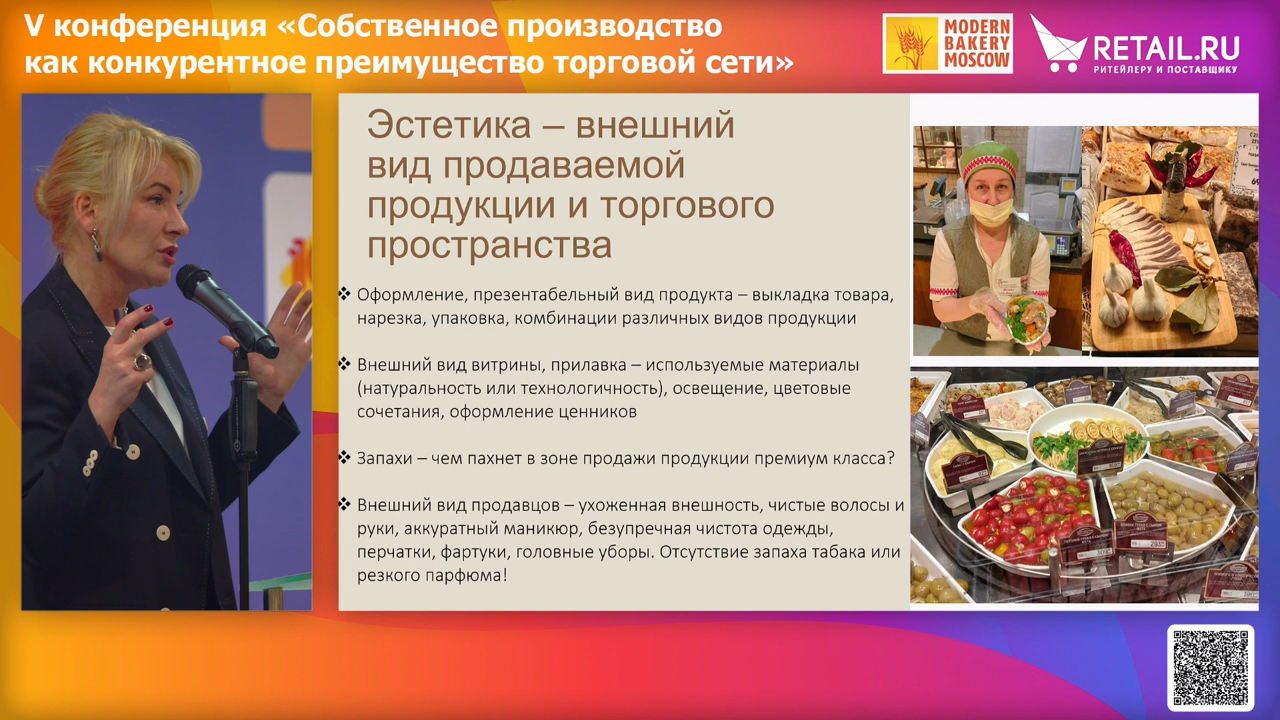 V конференция «Собственное производство
как конкурентное преимущество торговой сети»
MODERN
BAKERY
MOSCOW
RETAIL.RU
РИТЕЙЛЕРУ И ПОСТАВЩИКУ
Эстетика – внешний
вид продаваемой
продукции и торгового
пространства
❖ Оформление, презентабельный вид продукта – выкладка товара,
нарезка, упаковка, комбинации различных видов продукции
❖ Внешний вид витрины, прилавка – используемые материалы
(натуральность или технологичность), освещение, цветовые
сочетания, оформление ценников
❖ Запахи – чем пахнет в зоне продажи продукции премиум класса?
❖ Внешний вид продавцов – ухоженная внешность, чистые волосы и
руки, аккуратный маникюр, безупречная чистота одежды,
перчатки, фартуки, головные уборы. Отсутствие запаха табака или
резкого парфюма!